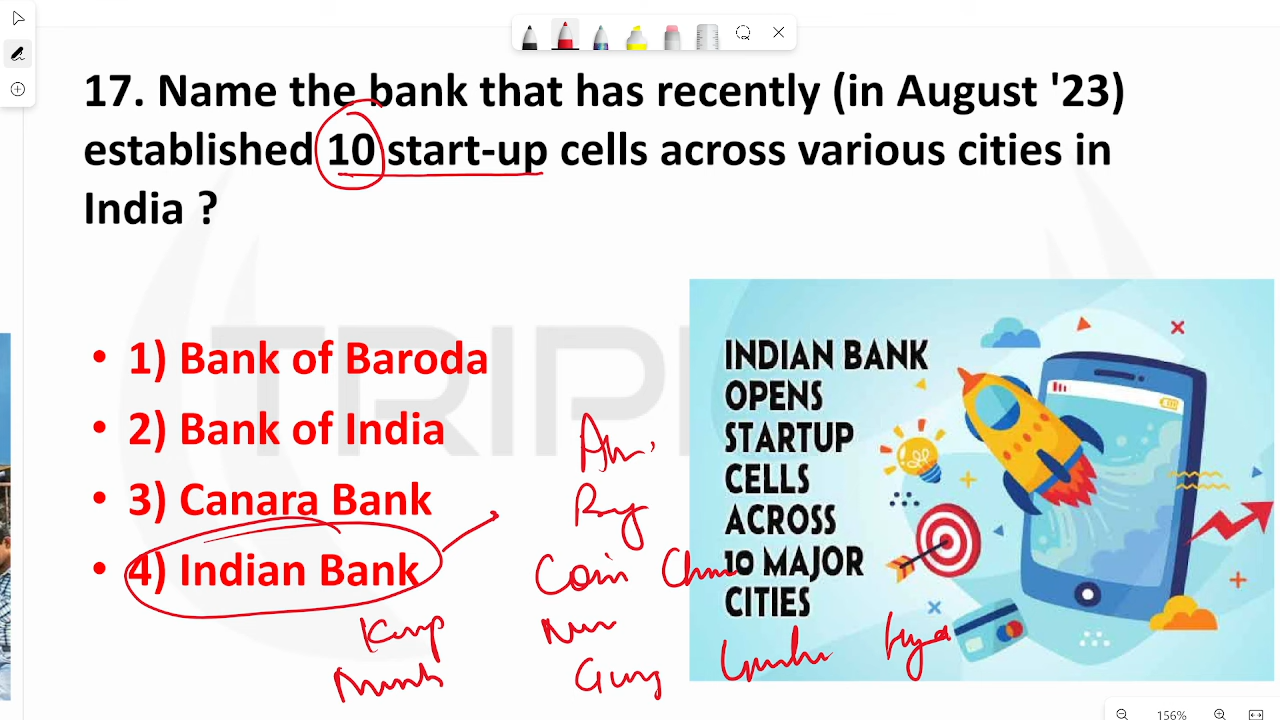 17. Name the bank that has recently (in August '23)
established 10 start-up cells across various cities in
India ?
• 1) Bank of Baroda
• 2) Bank of India
• 3) Canara Bank
• 4) Indian Bank
INDIAN BANK
OPENS
STARTUP
CELLS
ACROSS
10 MAJOR
CITIES
156%